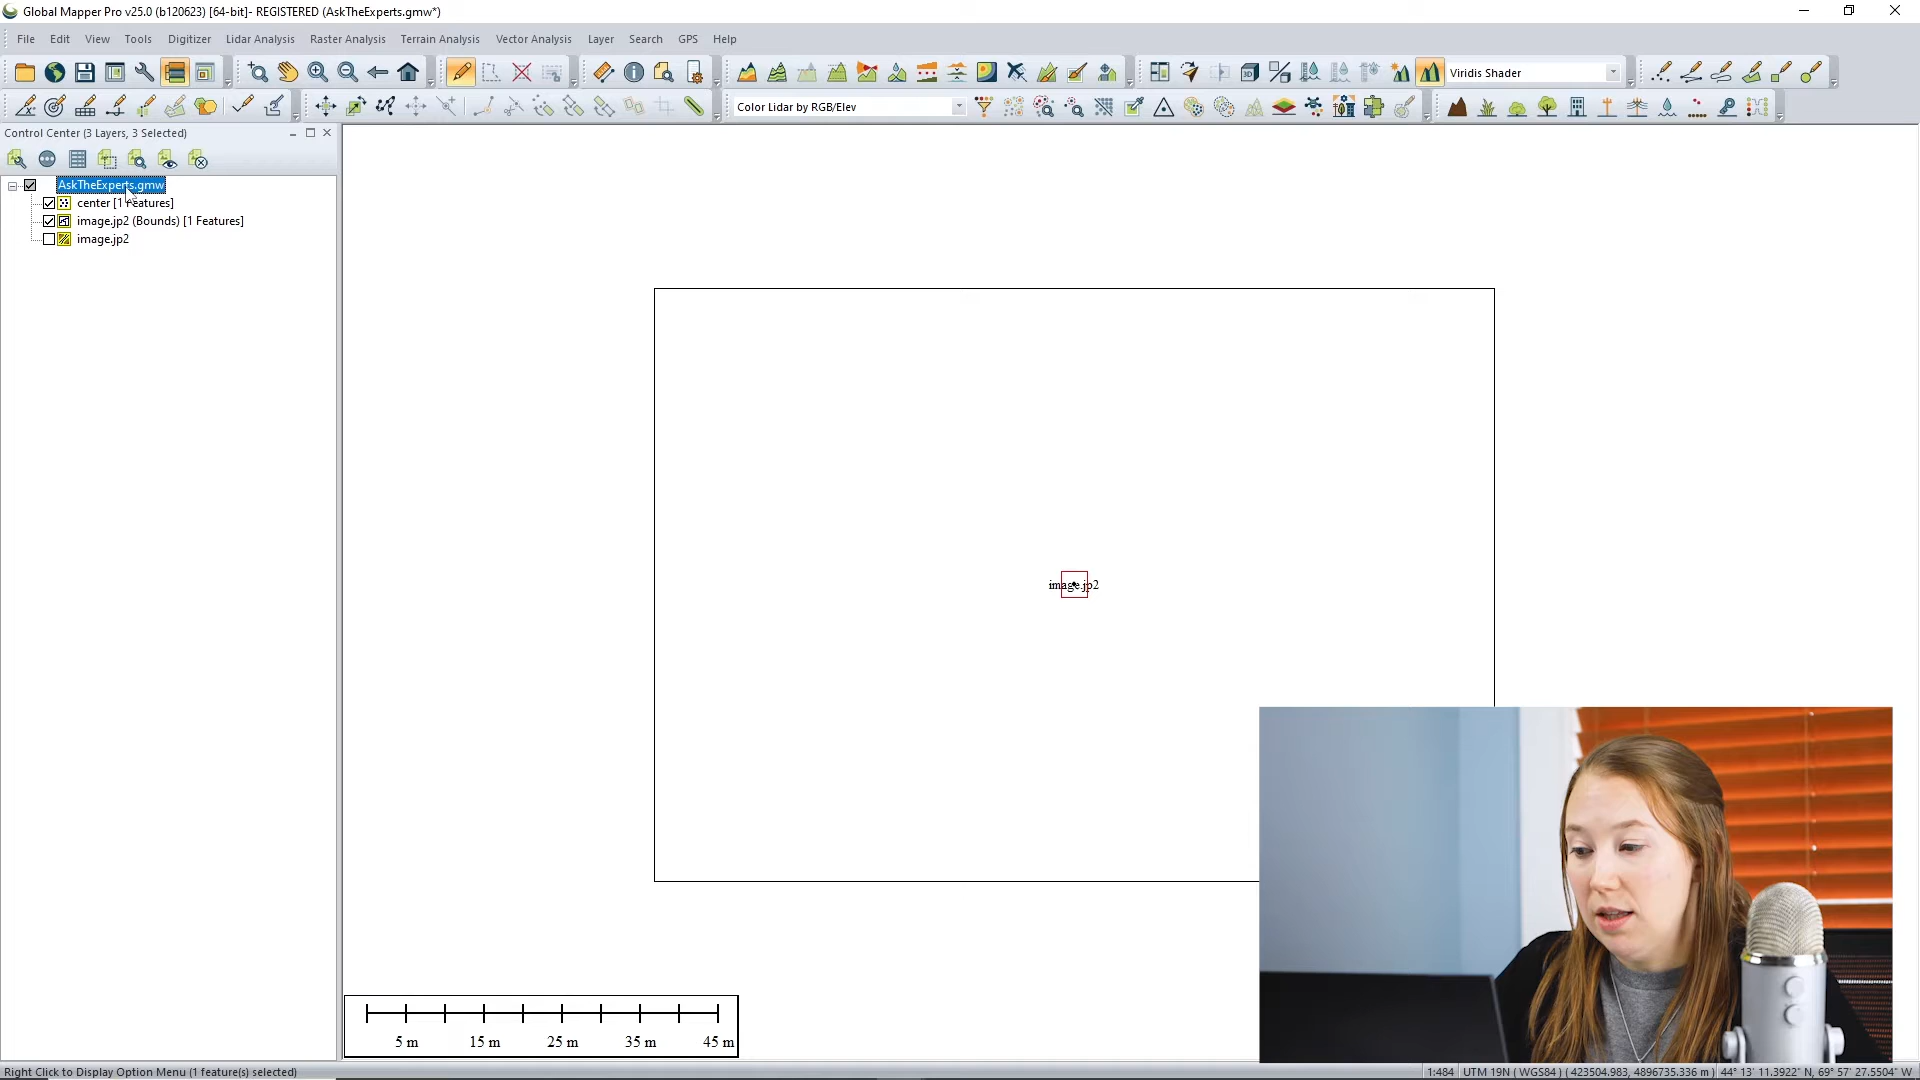 Global Mapper Pro v25.0 (b120623) [64-bit]- REGISTERED (AskTheExperts.gmw*)
File Edit View Tools Digitizer Lidar Analysis Raster Analysis Terrain Analysis Vector Analysis Layer Search GPS Help
Viridis Shader
Color Lidar by RGB/Elev
Control Center (3 Layers, 3 Selected)
AskTheExperts.gmw
center [1 Features]
image.jp2 (Bounds) [1 Features]
image.jp2
image.jp2
5 m 15 m 25 m 35 m 45 m
Right Click to Display Option Menu (1 feature(s) selected)
1:484 UTM 19N ( WGS84 ) ( 423504.983, 4896735.336 m ) 44° 13' 11.3922" N, 69° 57' 27.5504" W